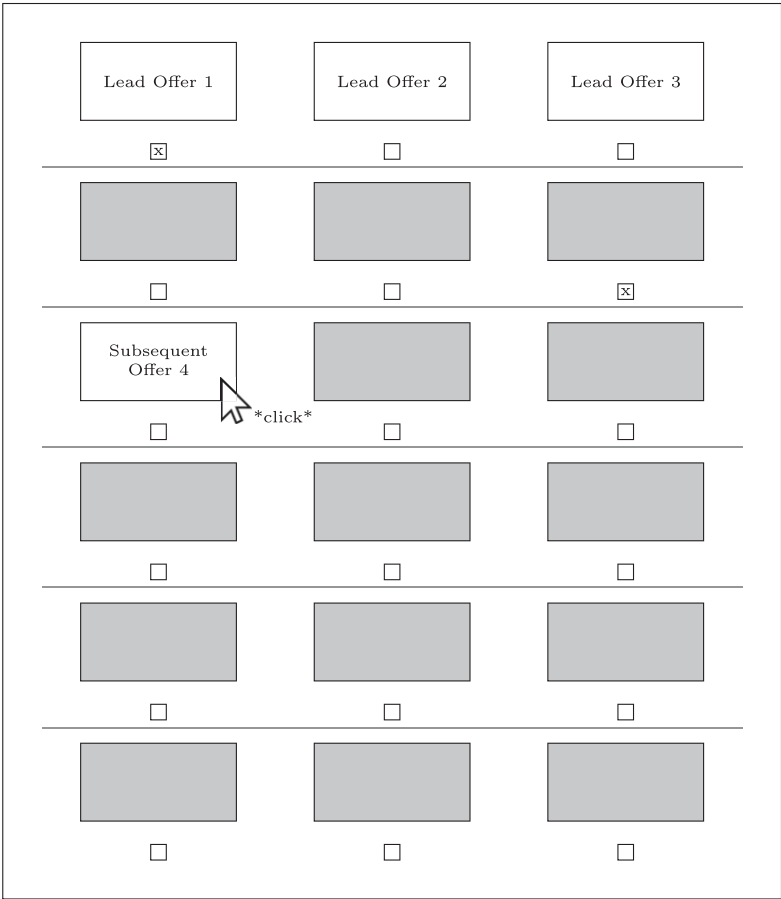 Lead Offer 1
Lead Offer 2
Lead Offer 3
x
x
Subsequent
Offer 4
*click*